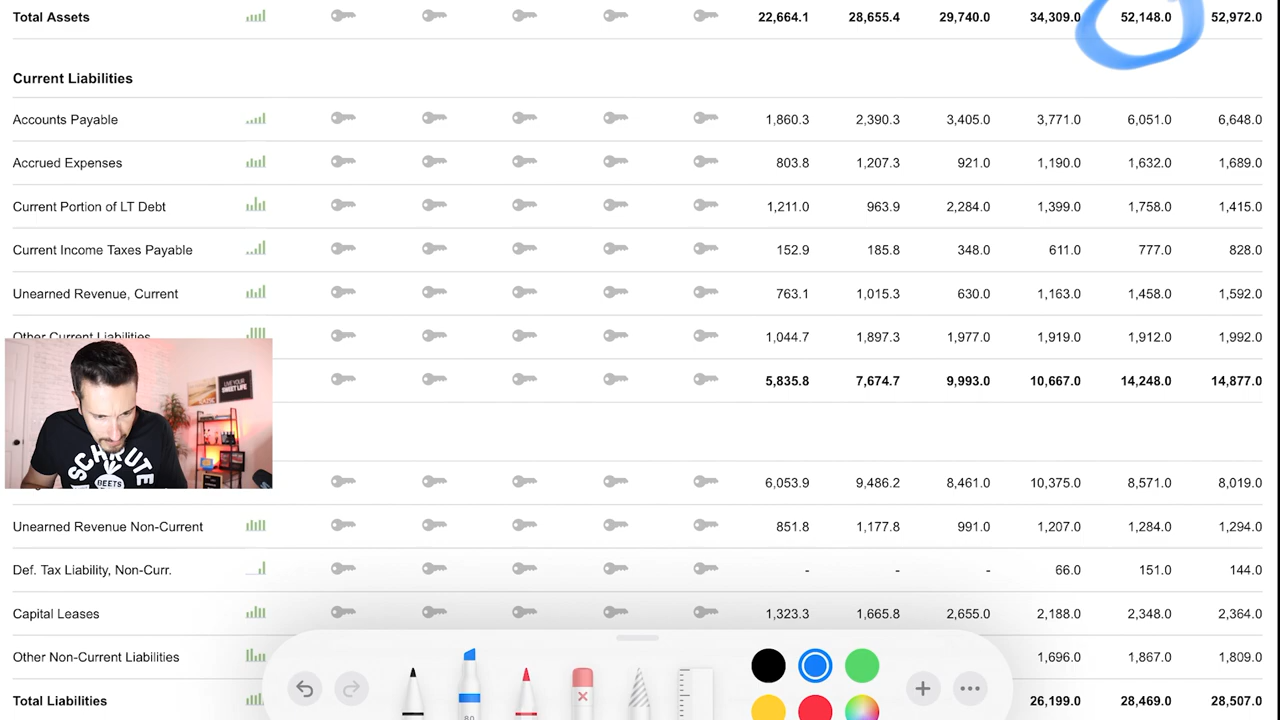 Total Assets 22,664.1 28,655.4 29,740.0 34,309.0 52,148.0 52,972.0
Current Liabilities
Accounts Payable 1,860.3 2,390.3 3,405.0 3,771.0 6,051.0 6,648.0
Accrued Expenses 803.8 1,207.3 921.0 1,190.0 1,632.0 1,689.0
Current Portion of LT Debt 1,211.0 963.9 2,284.0 1,399.0 1,758.0 1,415.0
Current Income Taxes Payable 152.9 185.8 348.0 611.0 777.0 828.0
Unearned Revenue, Current 763.1 1,015.3 630.0 1,163.0 1,458.0 1,592.0
Other Current Liabilities 1,044.7 1,897.3 1,977.0 1,919.0 1,912.0 1,992.0
5,835.8 7,674.7 9,993.0 10,667.0 14,248.0 14,877.0
LIVE YOUR
SWEET LIFE
SCHRUTE
BEETS
6,053.9 9,486.2 8,461.0 10,375.0 8,571.0 8,019.0
Unearned Revenue Non-Current 851.8 1,177.8 991.0 1,207.0 1,284.0 1,294.0
Def. Tax Liability, Non-Curr. - - - 66.0 151.0 144.0
Capital Leases 1,323.3 1,665.8 2,655.0 2,188.0 2,348.0 2,364.0
Other Non-Current Liabilities 1,696.0 1,867.0 1,809.0
Total Liabilities 26,199.0 28,469.0 28,507.0
80